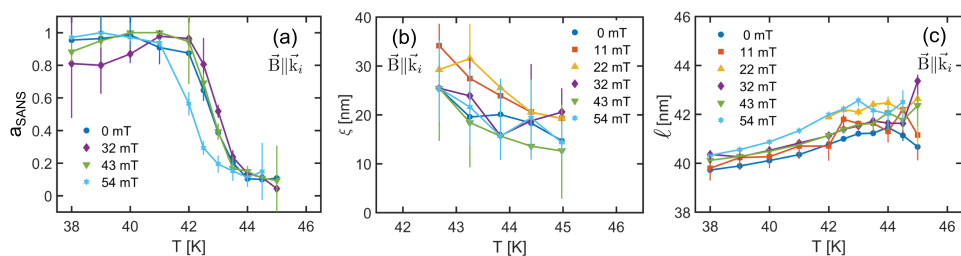 (a)
B⃗||k⃗ᵢ
a_SANS
1
0.8
0.6
0.4
0.2
0
0 mT
32 mT
43 mT
54 mT
38 40 42 44 46
T [K]
(b)
B⃗||k⃗ᵢ
ξ [nm]
40
30
20
10
0
0 mT
11 mT
22 mT
32 mT
43 mT
54 mT
42 43 44 45 46
T [K]
(c)
B⃗||k⃗ᵢ
ℓ [nm]
46
44
42
40
38
0 mT
11 mT
22 mT
32 mT
43 mT
54 mT
38 40 42 44 46
T [K]